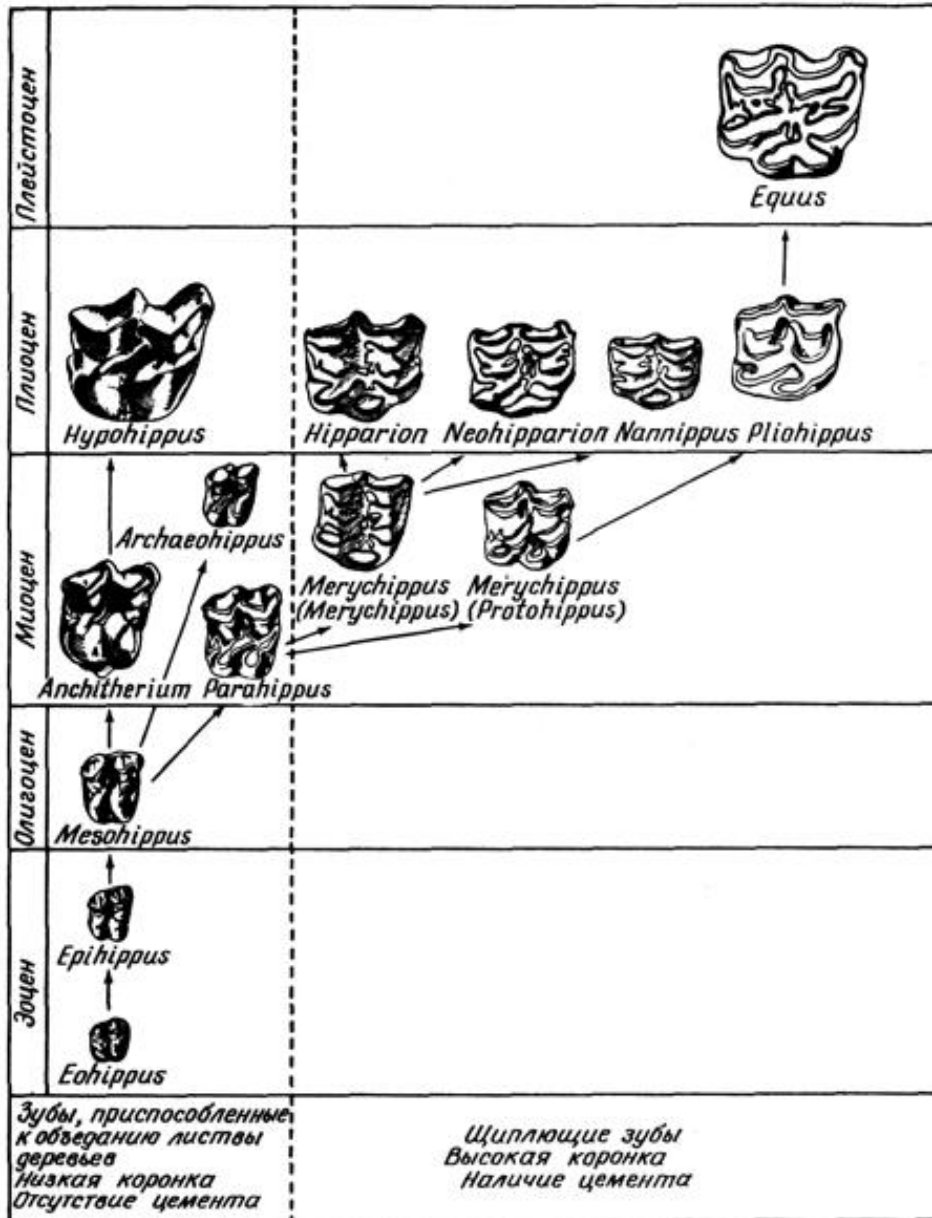 Плейстоцен
Equus
Плиоцен
Hypohippus
Hipparion
Neohipparion
Nannippus
Pliohippus
Миоцен
Archaeohippus
Merychippus
(Merychippus)
Merychippus
(Protohippus)
Anchitherium
Parahippus
Олигоцен
Mesohippus
Эоцен
Epihippus
Eohippus
Зубы, приспособленные
к объеданию листвы
деревьев
Низкая коронка
Отсутствие цемента
Щиплющие зубы
Высокая коронка
Наличие цемента